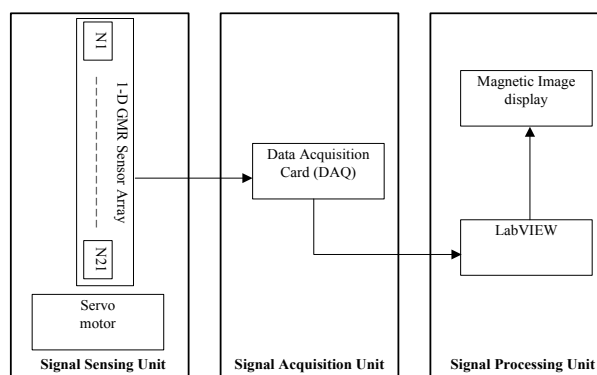 N1
1-D GMR Sensor Array
N21
Servo
motor
Signal Sensing Unit
Data Acquisition
Card (DAQ)
Signal Acquisition Unit
Magnetic Image
display
LabVIEW
Signal Processing Unit